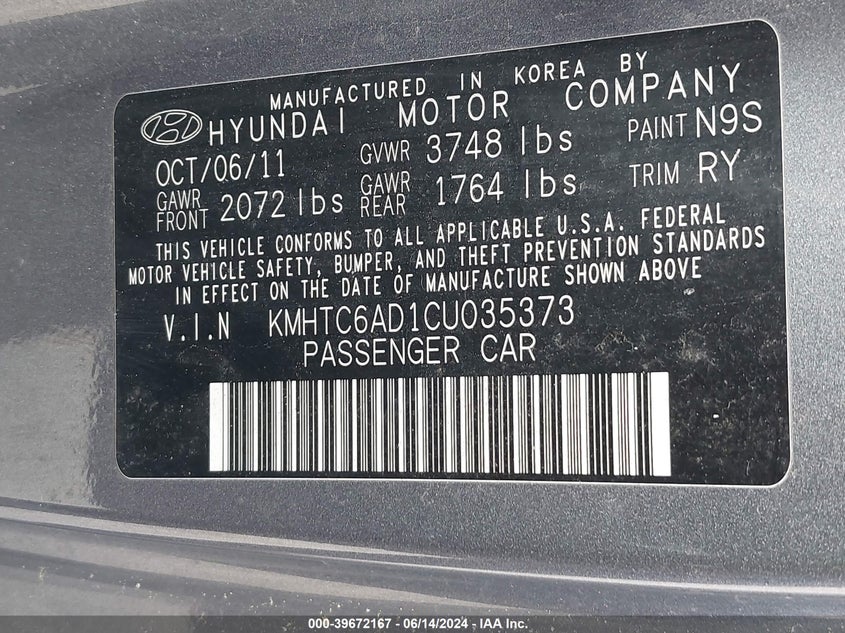 MANUFACTURED IN KOREA BY
HYUNDAI MOTOR COMPANY
OCT/06/11 GVWR 3748 lbs PAINT N9S
GAWR FRONT 2072 lbs GAWR REAR 1764 lbs TRIM RY
THIS VEHICLE CONFORMS TO ALL APPLICABLE U.S.A. FEDERAL
MOTOR VEHICLE SAFETY, BUMPER, AND THEFT PREVENTION STANDARDS
IN EFFECT ON THE DATE OF MANUFACTURE SHOWN ABOVE
V.I.N KMHTC6AD1CU035373
PASSENGER CAR
000-39672167 - 06/14/2024 - IAA, Inc.